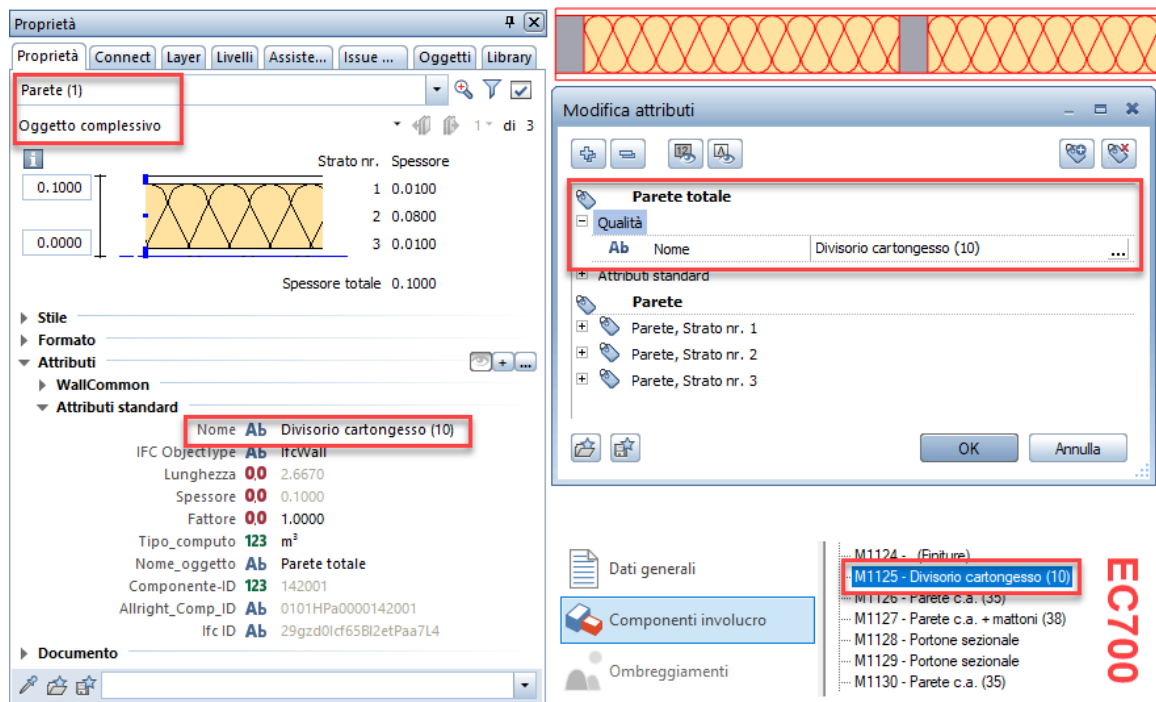 Proprietà
Proprietà Connect Layer Livelli Assiste... Issue ... Oggetti Library
Parete (1)
Oggetto complessivo 1 di 3
Strato nr. Spessore
0.1000
1 0.0100
2 0.0800
0.0000
3 0.0100
Spessore totale 0.1000
Stile
Formato
Attributi
WallCommon
Attributi standard
Nome Ab Divisorio cartongesso (10)
IFC ObjectType Ab IfcWall
Lunghezza 0,0 2.6670
Spessore 0,0 0.1000
Fattore 0,0 1.0000
Tipo_computo 123 m³
Nome_oggetto Ab Parete totale
Componente-ID 123 142001
Allright_Comp_ID Ab 0101HPa0000142001
Ifc ID Ab 29gzd0Icf65BI2etPaa7L4
Documento
Modifica attributi
12 A
Parete totale
Qualità
Ab Nome Divisorio cartongesso (10) ...
Attributi standard
Parete
Parete, Strato nr. 1
Parete, Strato nr. 2
Parete, Strato nr. 3
OK Annulla
Dati generali
Componenti involucro
Ombreggiamenti
M1124 - (Finiture)
M1125 - Divisorio cartongesso (10)
M1126 - Parete c.a. (35)
M1127 - Parete c.a. + mattoni (38)
M1128 - Portone sezionale
M1129 - Portone sezionale
M1130 - Parete c.a. (35)
EC700